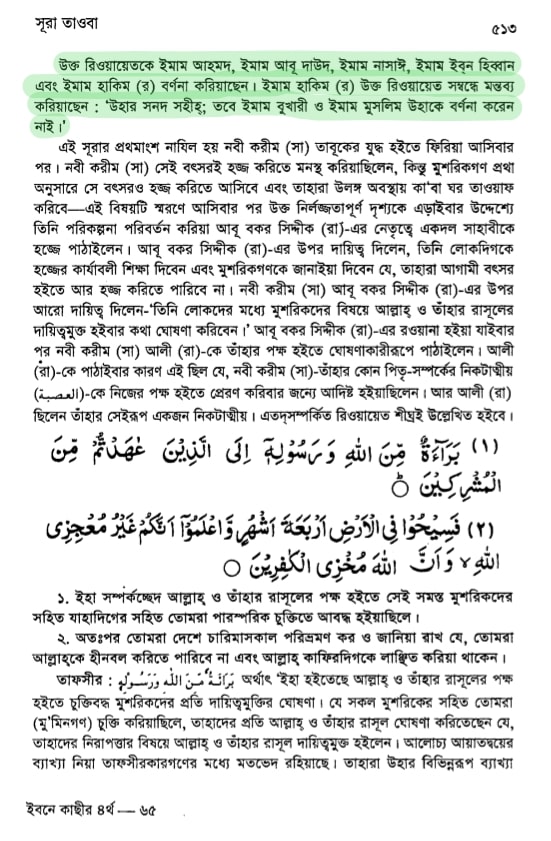 সূরা তাওবা
৫১৩
উক্ত রিওয়ায়েতকে ইমাম আহমদ, ইমাম আবূ দাউদ, ইমাম নাসাঈ, ইমাম ইব্‌ন হিব্বান
এবং ইমাম হাকিম (র) বর্ণনা করিয়াছেন। ইমাম হাকিম (র) উক্ত রিওয়ায়েত সম্বন্ধে মন্তব্য
করিয়াছেন : ‘উহার সনদ সহীহ্; তবে ইমাম বুখারী ও ইমাম মুসলিম উহাকে বর্ণনা করেন
নাই।’
এই সূরার প্রথমাংশ নাযিল হয় নবী করীম (সা) তাবূকের যুদ্ধ হইতে ফিরিয়া আসিবার
পর। নবী করীম (সা) সেই বৎসরই হজ্জ করিতে মনস্থ করিয়াছিলেন, কিন্তু মুশরিকগণ প্রথা
অনুসারে সে বৎসরও হজ্জ করিতে আসিবে এবং তাহারা উলঙ্গ অবস্থায় কা‘বা ঘর তাওয়াফ
করিবে—এই বিষয়টি স্মরণে আসিবার পর উক্ত নির্লজ্জতাপূর্ণ দৃশ্যকে এড়াইবার উদ্দেশ্যে
তিনি পরিকল্পনা পরিবর্তন করিয়া আবূ বকর সিদ্দীক (রা)-এর নেতৃত্বে একদল সাহাবীকে
হজ্জে পাঠাইলেন। আবূ বকর সিদ্দীক (রা)-এর উপর দায়িত্ব দিলেন, তিনি লোকদিগকে
হজ্জের কার্যাবলী শিক্ষা দিবেন এবং মুশরিকগণকে জানাইয়া দিবেন যে, তাহারা আগামী বৎসর
হইতে আর হজ্জ করিতে পারিবে না। নবী করীম (সা) আবূ বকর সিদ্দীক (রা)-এর উপর
আরো দায়িত্ব দিলেন-‘তিনি লোকদের মধ্যে মুশরিকদের বিষয়ে আল্লাহ্ ও তাঁহার রাসূলের
দায়িত্বমুক্ত হইবার কথা ঘোষণা করিবেন।’ আবূ বকর সিদ্দীক (রা)-এর রওয়ানা হইয়া যাইবার
পর নবী করীম (সা) আলী (রা)-কে তাঁহার পক্ষ হইতে ঘোষণাকারীরূপে পাঠাইলেন। আলী
(রা)-কে পাঠাইবার কারণ এই ছিল যে, নবী করীম (সা)-তাঁহার কোন পিতৃ-সম্পর্কের নিকটাত্মীয়
(العصبة)-কে নিজের পক্ষ হইতে প্রেরণ করিবার জন্যে আদিষ্ট হইয়াছিলেন। আর আলী (রা)
ছিলেন তাঁহার সেইরূপ একজন নিকটাত্মীয়। এতদ্‌সম্পর্কিত রিওয়ায়েত শীঘ্রই উল্লেখিত হইবে।
(١) بَرَآءَةٌ مِّنَ اللهِ وَرَسُوْلِهٖٓ اِلَى الَّذِيْنَ عٰهَدْتُّمْ مِّنَ
الْمُشْرِكِيْنَ ۝
(٢) فَسِيْحُوْا فِي الْاَرْضِ اَرْبَعَةَ اَشْهُرٍ وَّاعْلَمُوْٓا اَنَّكُمْ غَيْرُ مُعْجِزِي
اللهِ ۙ وَاَنَّ اللهَ مُخْزِي الْكٰفِرِيْنَ ۝
১. ইহা সম্পর্কচ্ছেদ আল্লাহ্ ও তাঁহার রাসূলের পক্ষ হইতে সেই সমস্ত মুশরিকদের
সহিত যাহাদিগের সহিত তোমরা পারস্পরিক চুক্তিতে আবদ্ধ হইয়াছিলে।
২. অতঃপর তোমরা দেশে চারিমাসকাল পরিভ্রমণ কর ও জানিয়া রাখ যে, তোমরা
আল্লাহ্‌কে হীনবল করিতে পারিবে না এবং আল্লাহ্ কাফিরদিগকে লাঞ্ছিত করিয়া থাকেন।
তাফসীর : بَرَائَةٌ مِّنَ اللّٰهِ وَرَسُوْلِهٖ অর্থাৎ ‘ইহা হইতেছে আল্লাহ্ ও তাঁহার রাসূলের পক্ষ
হইতে চুক্তিবদ্ধ মুশরিকদের প্রতি দায়িত্বমুক্তির ঘোষণা। যে সকল মুশরিকের সহিত তোমরা
(মু’মিনগণ) চুক্তি করিয়াছিলে, তাহাদের প্রতি আল্লাহ্ ও তাঁহার রাসূল ঘোষণা করিতেছেন যে,
তাহাদের নিরাপত্তার বিষয়ে আল্লাহ্ ও তাঁহার রাসূল দায়িত্বমুক্ত হইলেন। আলোচ্য আয়াতদ্বয়ের
ব্যাখ্যা নিয়া তাফসীরকারগণের মধ্যে মতভেদ রহিয়াছে। তাহারা উহার বিভিন্নরূপ ব্যাখ্যা
ইবনে কাছীর ৪র্থ — ৬৫